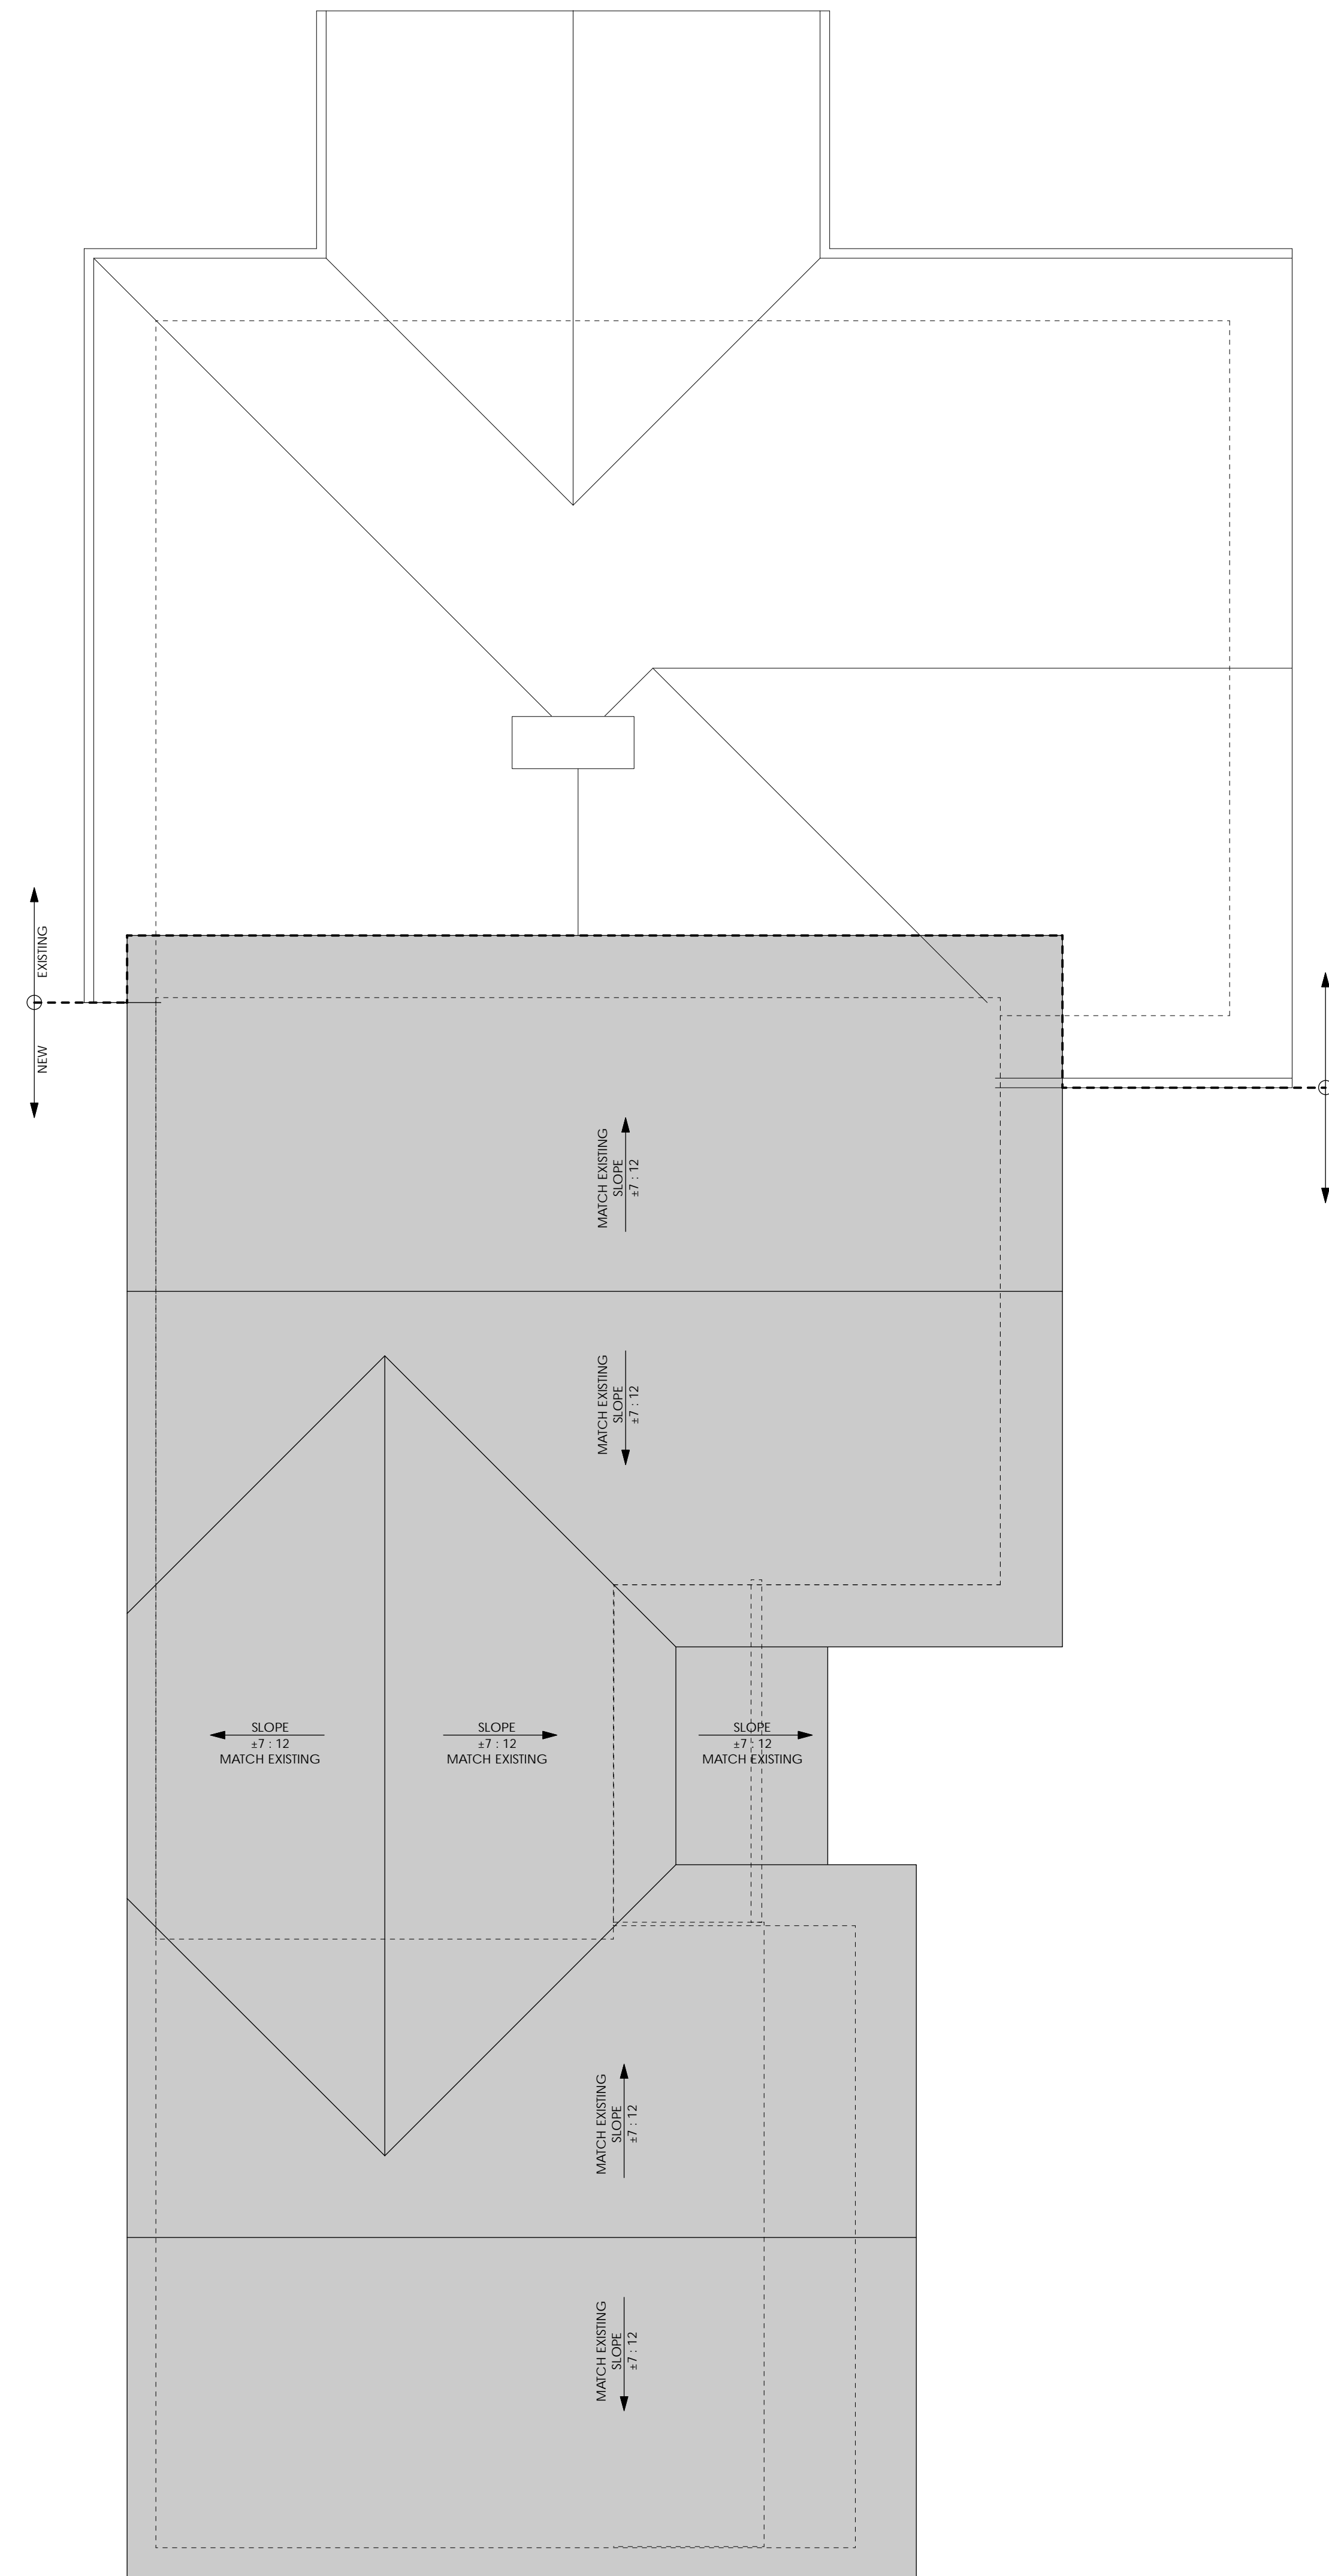 EXISTING
NEW
MATCH EXISTING
SLOPE
±7 : 12
MATCH EXISTING
SLOPE
±7 : 12
SLOPE
±7 : 12
MATCH EXISTING
SLOPE
±7 : 12
MATCH EXISTING
SLOPE
±7 : 12
MATCH EXISTING
MATCH EXISTING
SLOPE
±7 : 12
MATCH EXISTING
SLOPE
±7 : 12